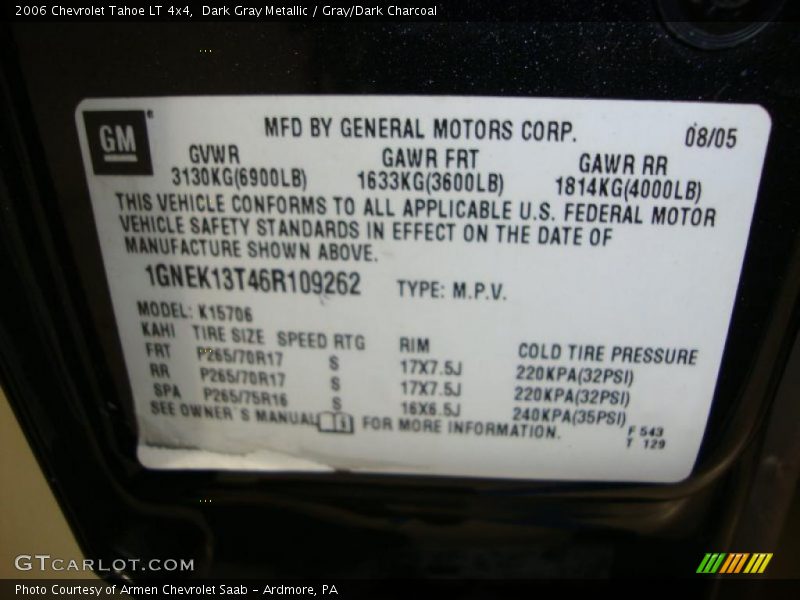 2006 Chevrolet Tahoe LT 4x4, Dark Gray Metallic / Gray/Dark Charcoal
GM
MFD BY GENERAL MOTORS CORP. 08/05
GVWR GAWR FRT GAWR RR
3130KG(6900LB) 1633KG(3600LB) 1814KG(4000LB)
THIS VEHICLE CONFORMS TO ALL APPLICABLE U.S. FEDERAL MOTOR
VEHICLE SAFETY STANDARDS IN EFFECT ON THE DATE OF
MANUFACTURE SHOWN ABOVE.
1GNEK13T46R109262 TYPE: M.P.V.
MODEL: K15706
KAHI TIRE SIZE SPEED RTG RIM COLD TIRE PRESSURE
FRT P265/70R17 S 17X7.5J 220KPA(32PSI)
RR P265/70R17 S 17X7.5J 220KPA(32PSI)
SPA P265/75R16 S 16X6.5J 240KPA(35PSI)
SEE OWNER'S MANUAL FOR MORE INFORMATION.
F 543
T 129
GTCARLOT.COM
Photo Courtesy of Armen Chevrolet Saab - Ardmore, PA